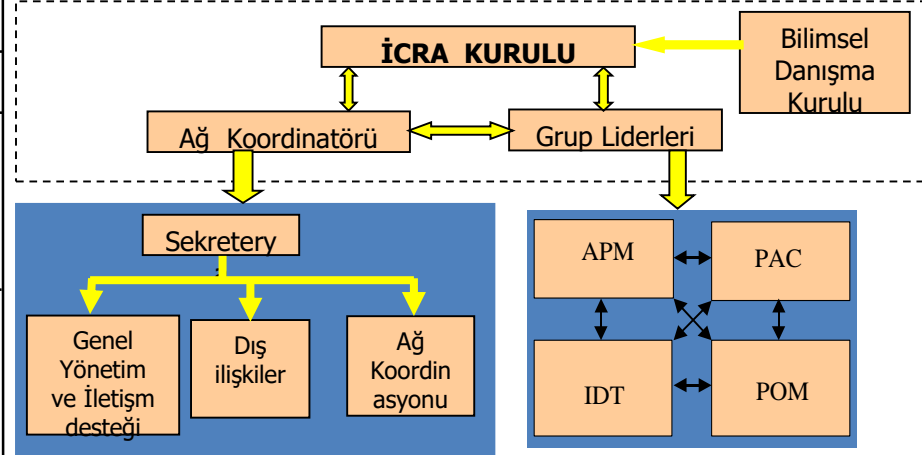 İCRA KURULU
Bilimsel
Danışma
Kurulu
Ağ Koordinatörü
Grup Liderleri
Sekretery
Genel
Yönetim
ve İletişm
desteği
Dış
ilişkiler
Ağ
Koordin
asyonu
APM
PAC
IDT
POM